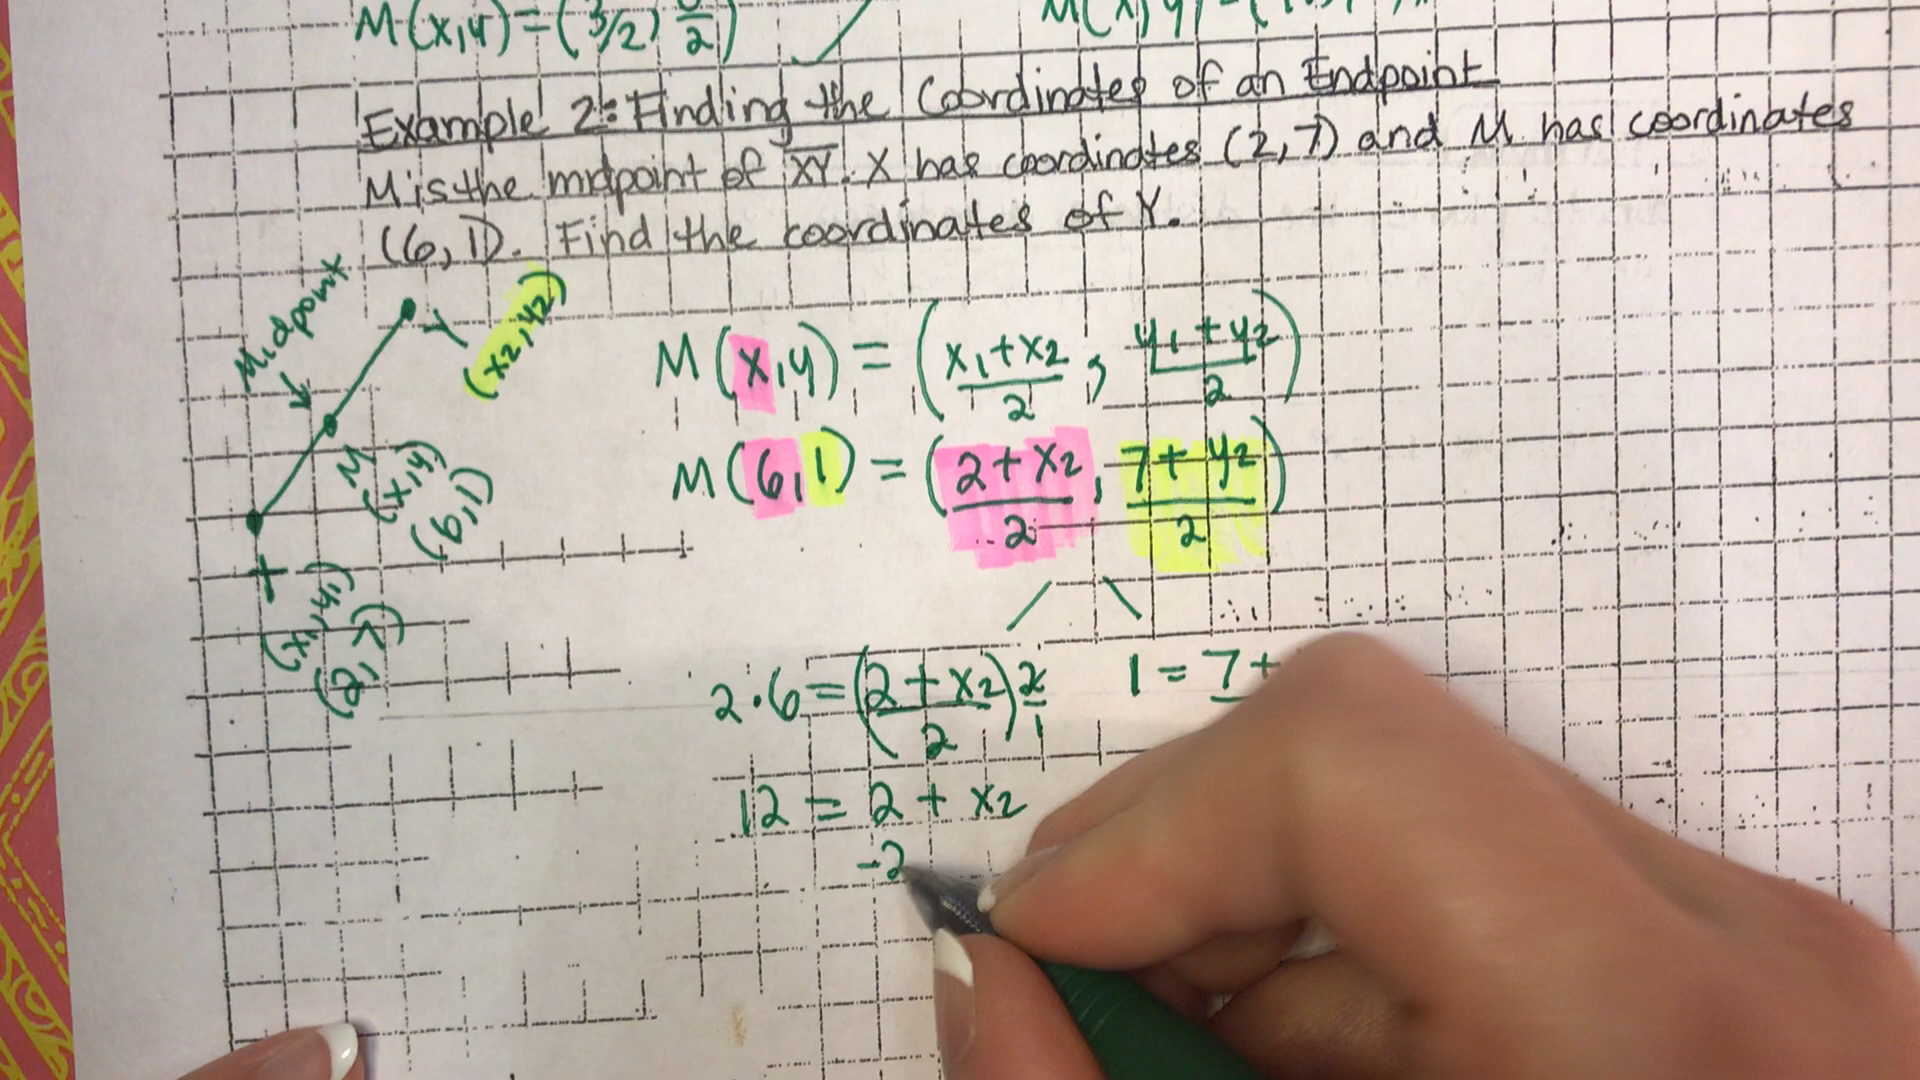 M(x,y) = (3/2,
Example 2: Finding the Coordinates of an Endpoint
M is the midpoint of XY. X has coordinates (2,7) and M has coordinates
(6,1). Find the coordinates of Y.
Midpoint
Y
(x2, y2)
M
(x,y)
(6,1)
X
(x1, y1)
(2,7)
M(x,y) = (x1+x2/2, y1+y2/2)
M(6,1) = (2+x2/2, 7+y2/2)
2·6 = (2+x2/2)2/1
1 = 7+
12 = 2 + x2
-2